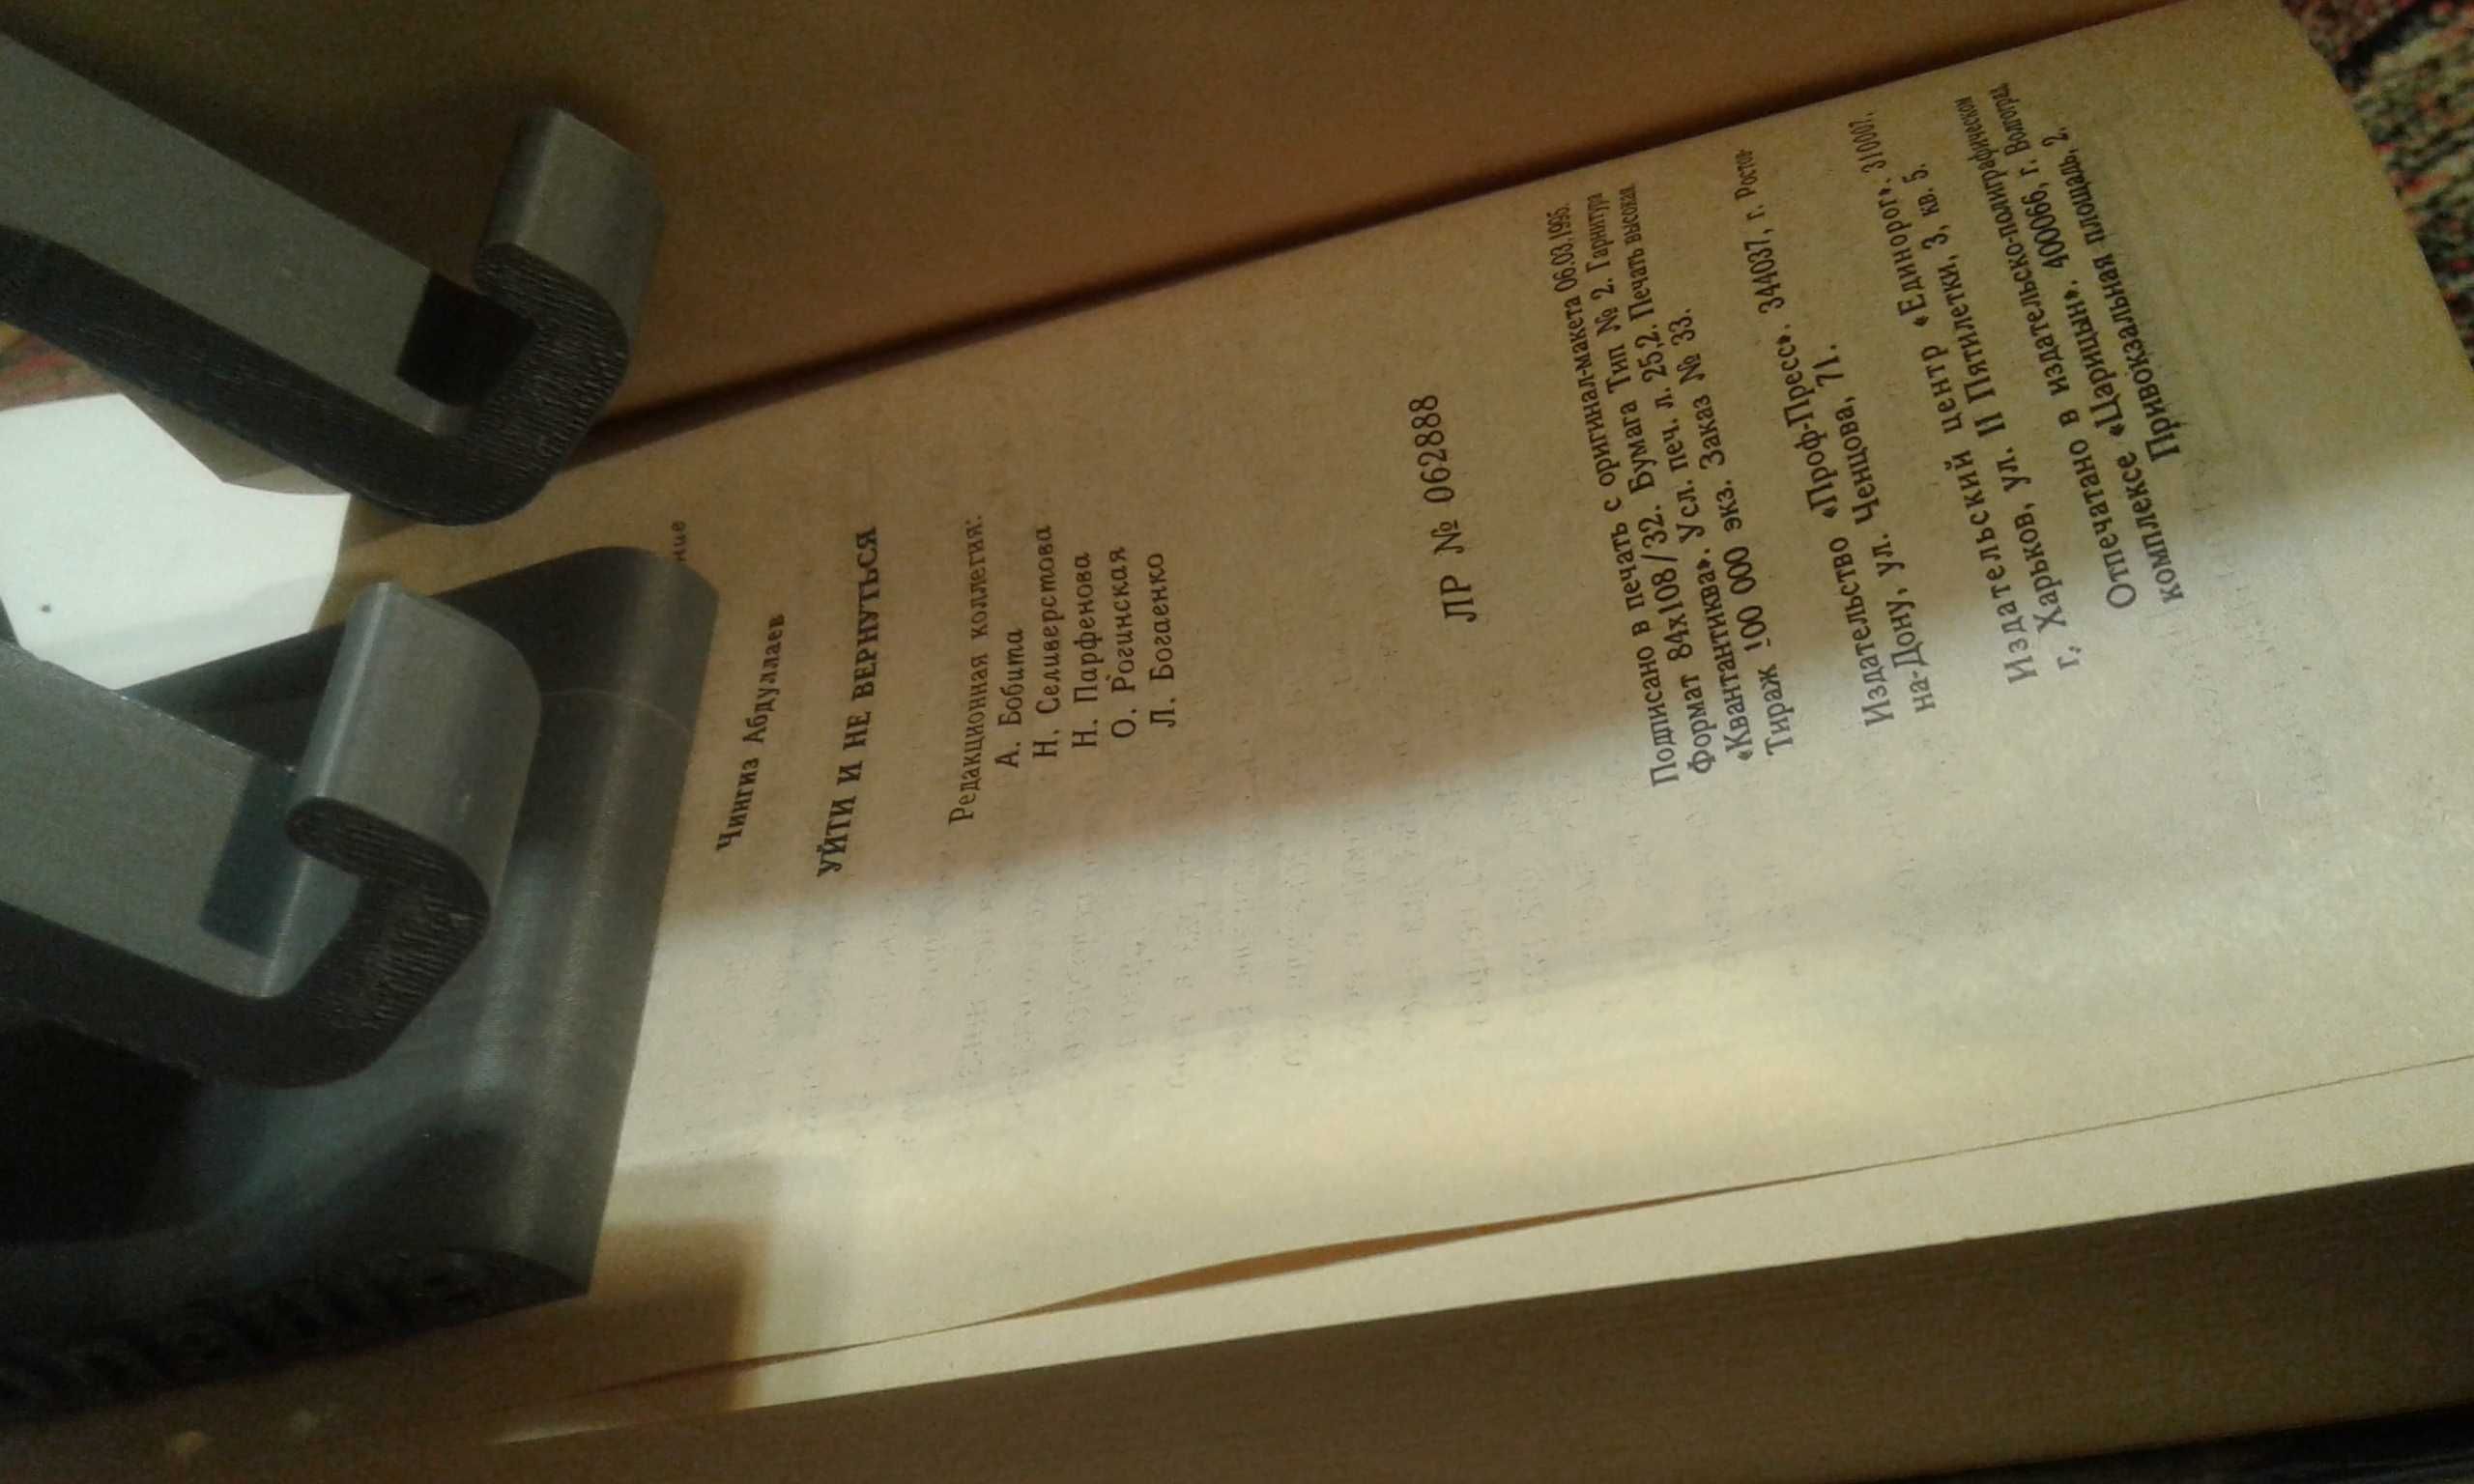 ние
Чингиз Абдуллаев
УЙТИ И НЕ ВЕРНУТЬСЯ
Редакционная коллегия:
А. Бобита
Н. Селиверстова
Н. Парфенова
О. Рогинская
Л. Богаенко
ЛР № 062888
Подписано в печать с оригинал-макета 06.03.1995.
Формат 84х108/32. Бумага Тип № 2. Гарнитура
«Квантантиква». Усл. печ. л. 25,2. Печать высокая
Тираж 100 000 экз. Заказ № 33.
Издательство «Проф-Пресс». 344037, г. Ростов-
на-Дону, ул. Ченцова, 71.
Издательский центр «Единорог». 310007,
г. Харьков, ул. II Пятилетки, 3, кв. 5.
Отпечатано в издательско-полиграфическом
комплексе «Царицын». 400066, г. Волгоград
Привокзальная площадь, 2.